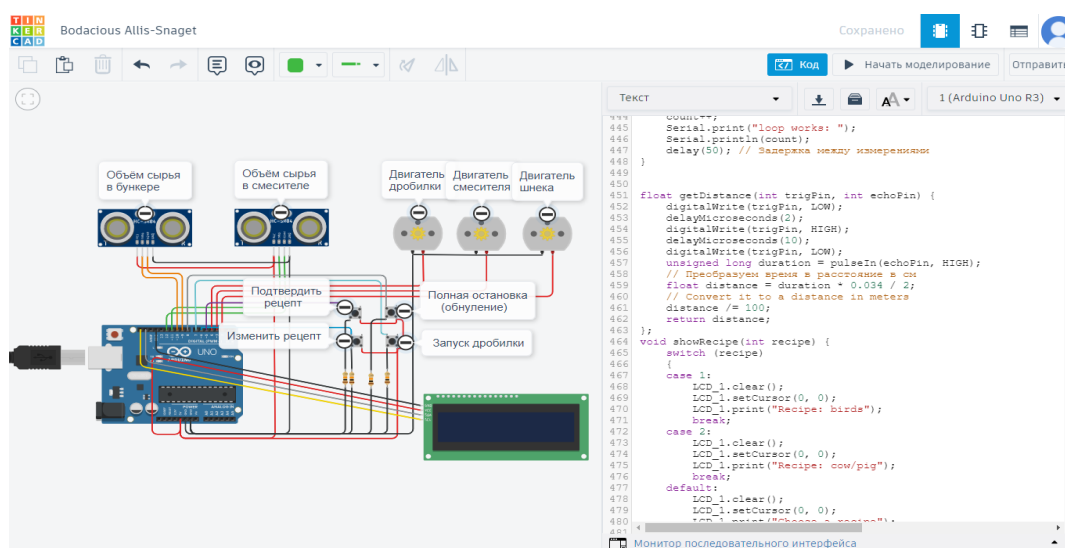 TIN
KER
CAD
Bodacious Allis-Snaget
Сохранено
Код
Начать моделирование
Отправить
Текст
1 (Arduino Uno R3)
Объём сырья
в бункере
Объём сырья
в смесителе
Двигатель
дробилки
Двигатель
смесителя
Двигатель
шнека
Подтвердить
рецепт
Полная остановка
(обнуление)
Изменить рецепт
Запуск дробилки
UNO
444 count++;
445 Serial.print("loop works: ");
446 Serial.println(count);
447 delay(50); // Задержка между измерениями
448 }
449
450
451 float getDistance(int trigPin, int echoPin) {
452 digitalWrite(trigPin, LOW);
453 delayMicroseconds(2);
454 digitalWrite(trigPin, HIGH);
455 delayMicroseconds(10);
456 digitalWrite(trigPin, LOW);
457 unsigned long duration = pulseIn(echoPin, HIGH);
458 // Преобразуем время в расстояние в см
459 float distance = duration * 0.034 / 2;
460 // Convert it to a distance in meters
461 distance /= 100;
462 return distance;
463 };
464 void showRecipe(int recipe) {
465 switch (recipe)
466 {
467 case 1:
468 LCD_1.clear();
469 LCD_1.setCursor(0, 0);
470 LCD_1.print("Recipe: birds");
471 break;
472 case 2:
473 LCD_1.clear();
474 LCD_1.setCursor(0, 0);
475 LCD_1.print("Recipe: cow/pig");
476 break;
477 default:
478 LCD_1.clear();
479 LCD_1.setCursor(0, 0);
480 LCD_1.print("Choose a recipe");
481
Монитор последовательного интерфейса